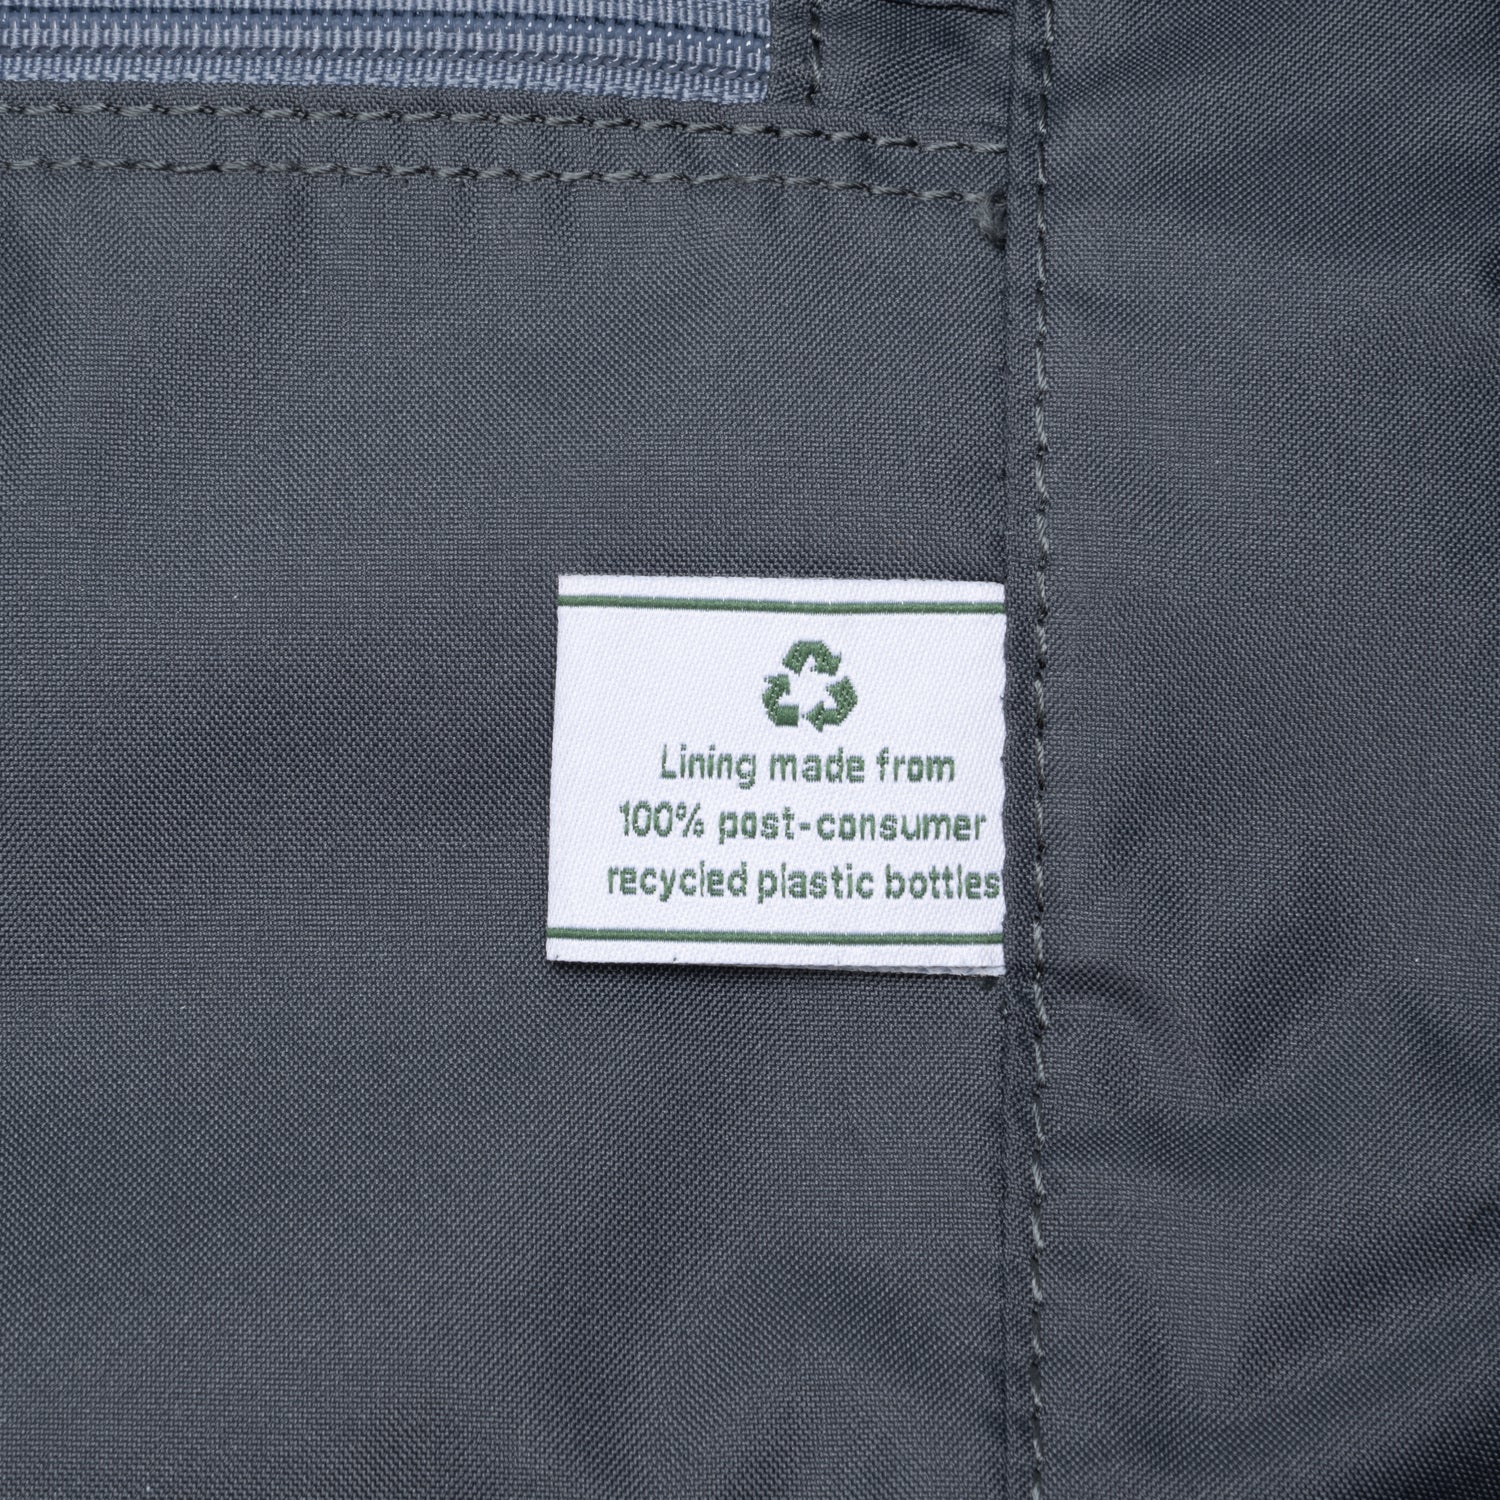 Lining made from
100% post-consumer
recycled plastic bottles